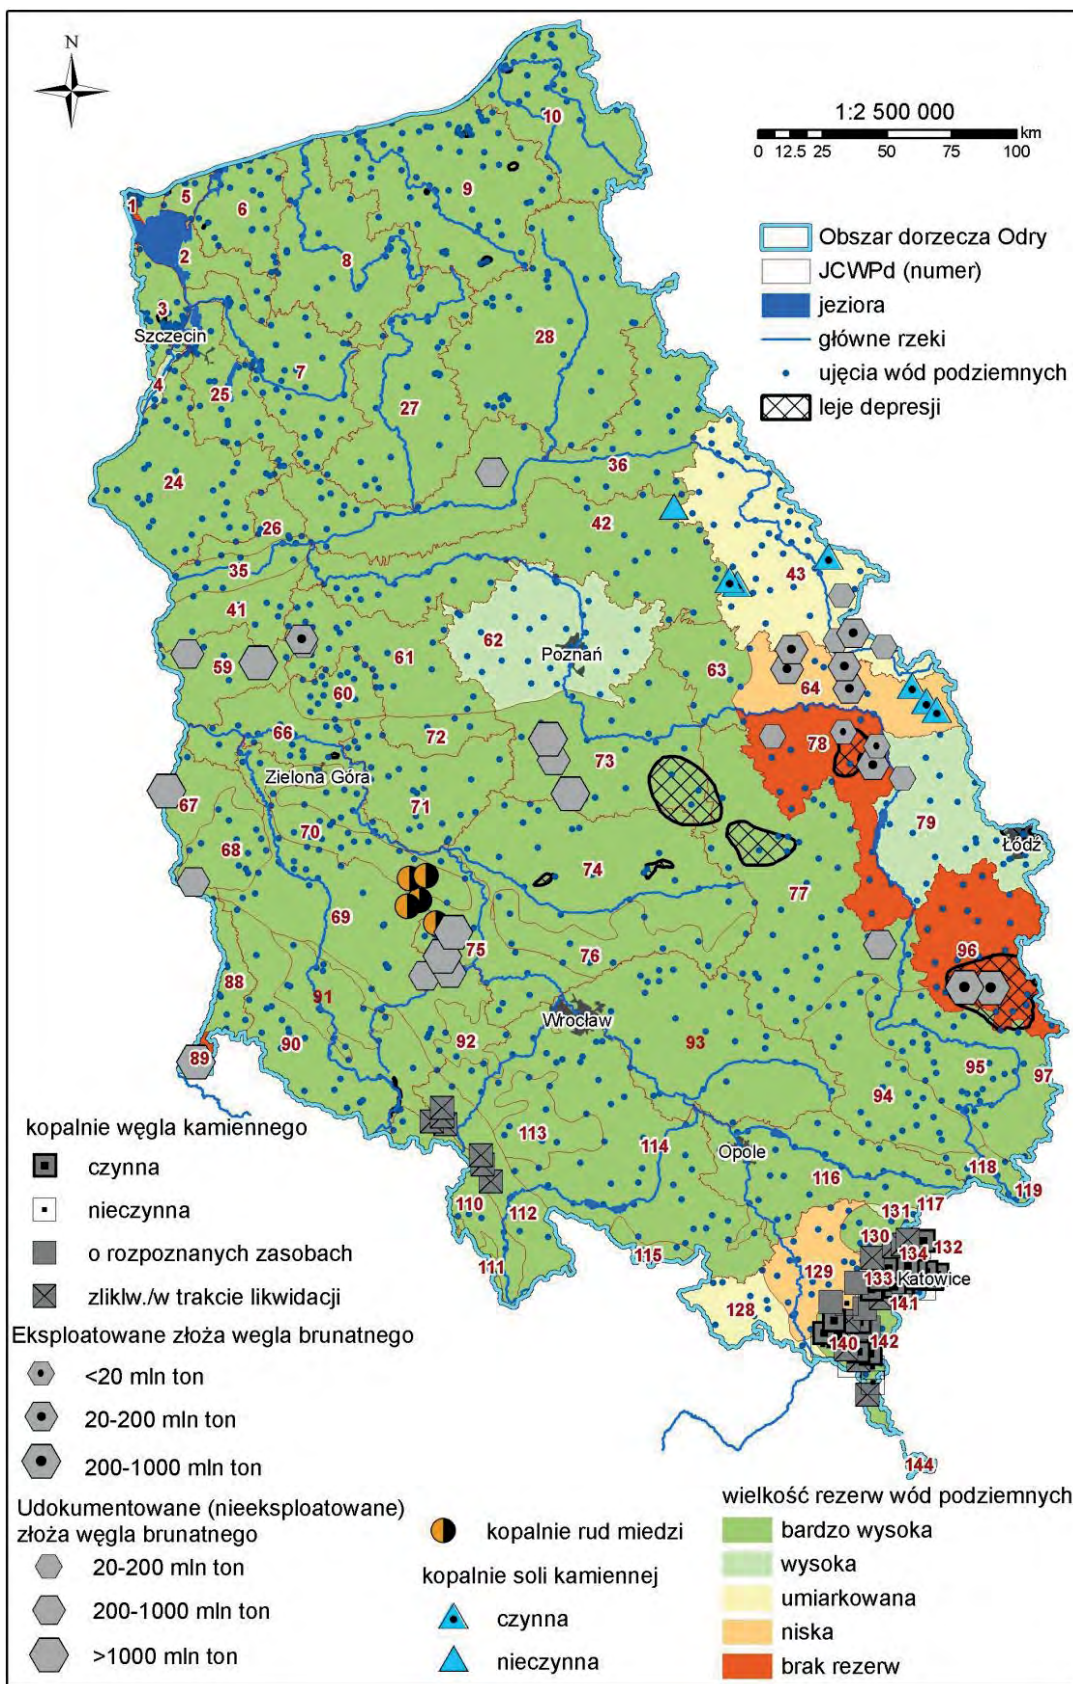 N
1:2 500 000
km
0 12.5 25 50 75 100
Obszar dorzecza Odry
JCWPd (numer)
jeziora
główne rzeki
ujęcia wód podziemnych
leje depresji
10
9
1
5
6
2
8
3
Szczecin
28
4
25
7
27
24
36
26
42
35
43
41
62
Poznań
59
61
63
64
60
66
72
73
78
Zielona Góra
67
71
79
70
Łódź
68
74
77
69
75
76
96
88
91
Wrocław
90
92
93
89
95
97
94
113
114
Opole
118
116
119
110
112
131
117
130
132
115
134
111
129
133
Katowice
128
141
140
142
144
kopalnie węgla kamiennego
czynna
nieczynna
o rozpoznanych zasobach
zliklw./w trakcie likwidacji
Eksploatowane złoża wegla brunatnego
<20 mln ton
20-200 mln ton
200-1000 mln ton
Udokumentowane (nieeksploatowane)
złoża węgla brunatnego
20-200 mln ton
200-1000 mln ton
>1000 mln ton
kopalnie rud miedzi
kopalnie soli kamiennej
czynna
nieczynna
wielkość rezerw wód podziemnych
bardzo wysoka
wysoka
umiarkowana
niska
brak rezerw